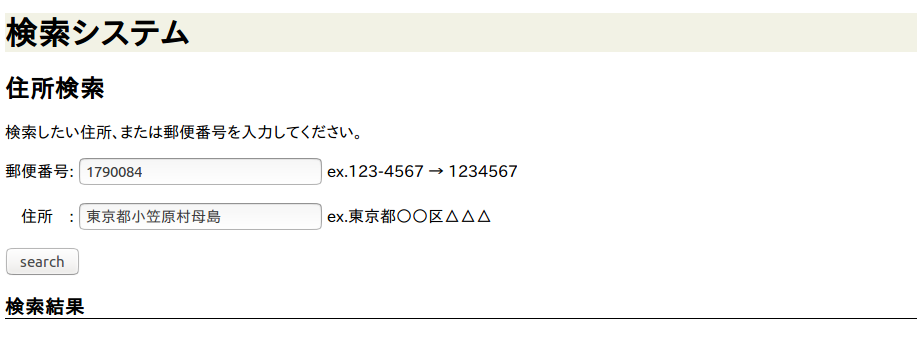 検索システム
住所検索
検索したい住所、または郵便番号を入力してください。
郵便番号: 1790084 ex.123-4567 → 1234567
住所 : 東京都小笠原村母島 ex.東京都〇〇区△△△
search
検索結果